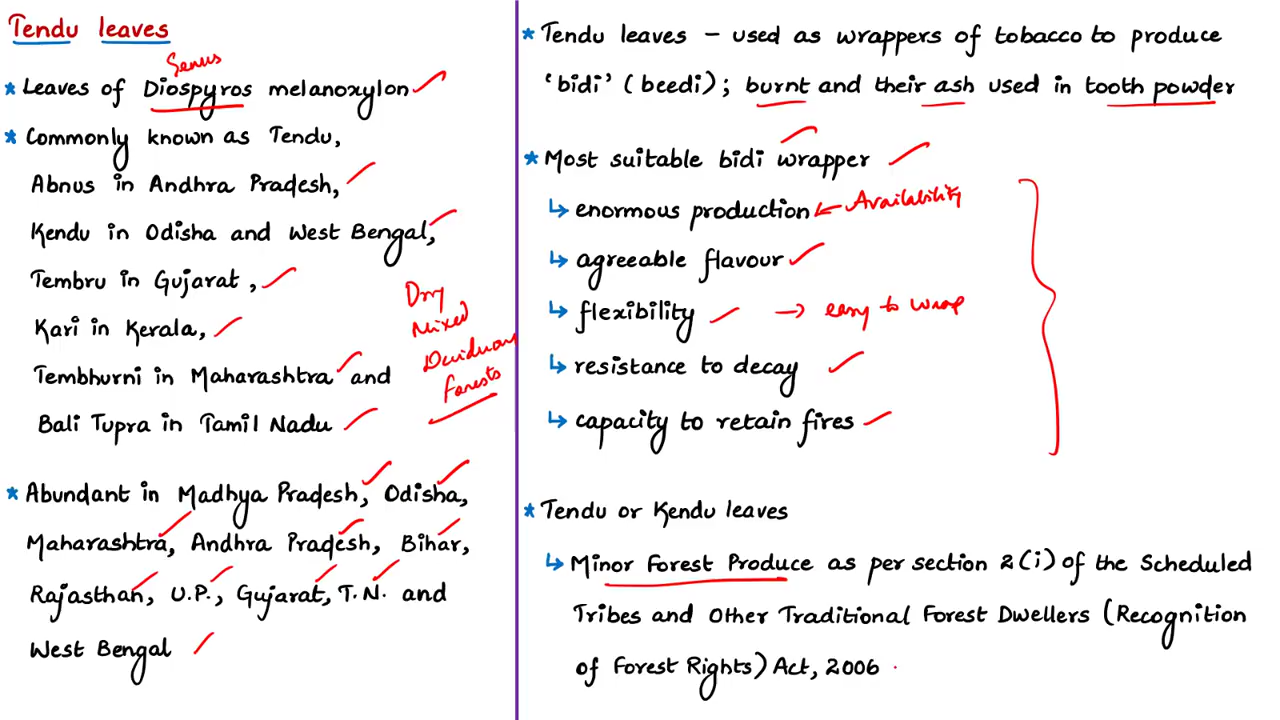 Tendu leaves
Genus
* Leaves of Diospyros melanoxylon
* Commonly known as Tendu,
Abnus in Andhra Pradesh,
Kendu in Odisha and West Bengal,
Tembru in Gujarat,
Kari in Kerala,
Tembhurni in Maharashtra and
Bali Tupra in Tamil Nadu
Dry
Mixed
Deciduous
Forests
* Abundant in Madhya Pradesh, Odisha,
Maharashtra, Andhra Pradesh, Bihar,
Rajasthan, U.P., Gujarat, T.N. and
West Bengal
* Tendu leaves – used as wrappers of tobacco to produce
'bidi' (beedi); burnt and their ash used in tooth powder
* Most suitable bidi wrapper
↳ enormous production ← Availability
↳ agreeable flavour
↳ flexibility → easy to wrap
↳ resistance to decay
↳ capacity to retain fires
* Tendu or Kendu leaves
↳ Minor Forest Produce as per section 2(i) of the Scheduled
Tribes and Other Traditional Forest Dwellers (Recognition
of Forest Rights) Act, 2006